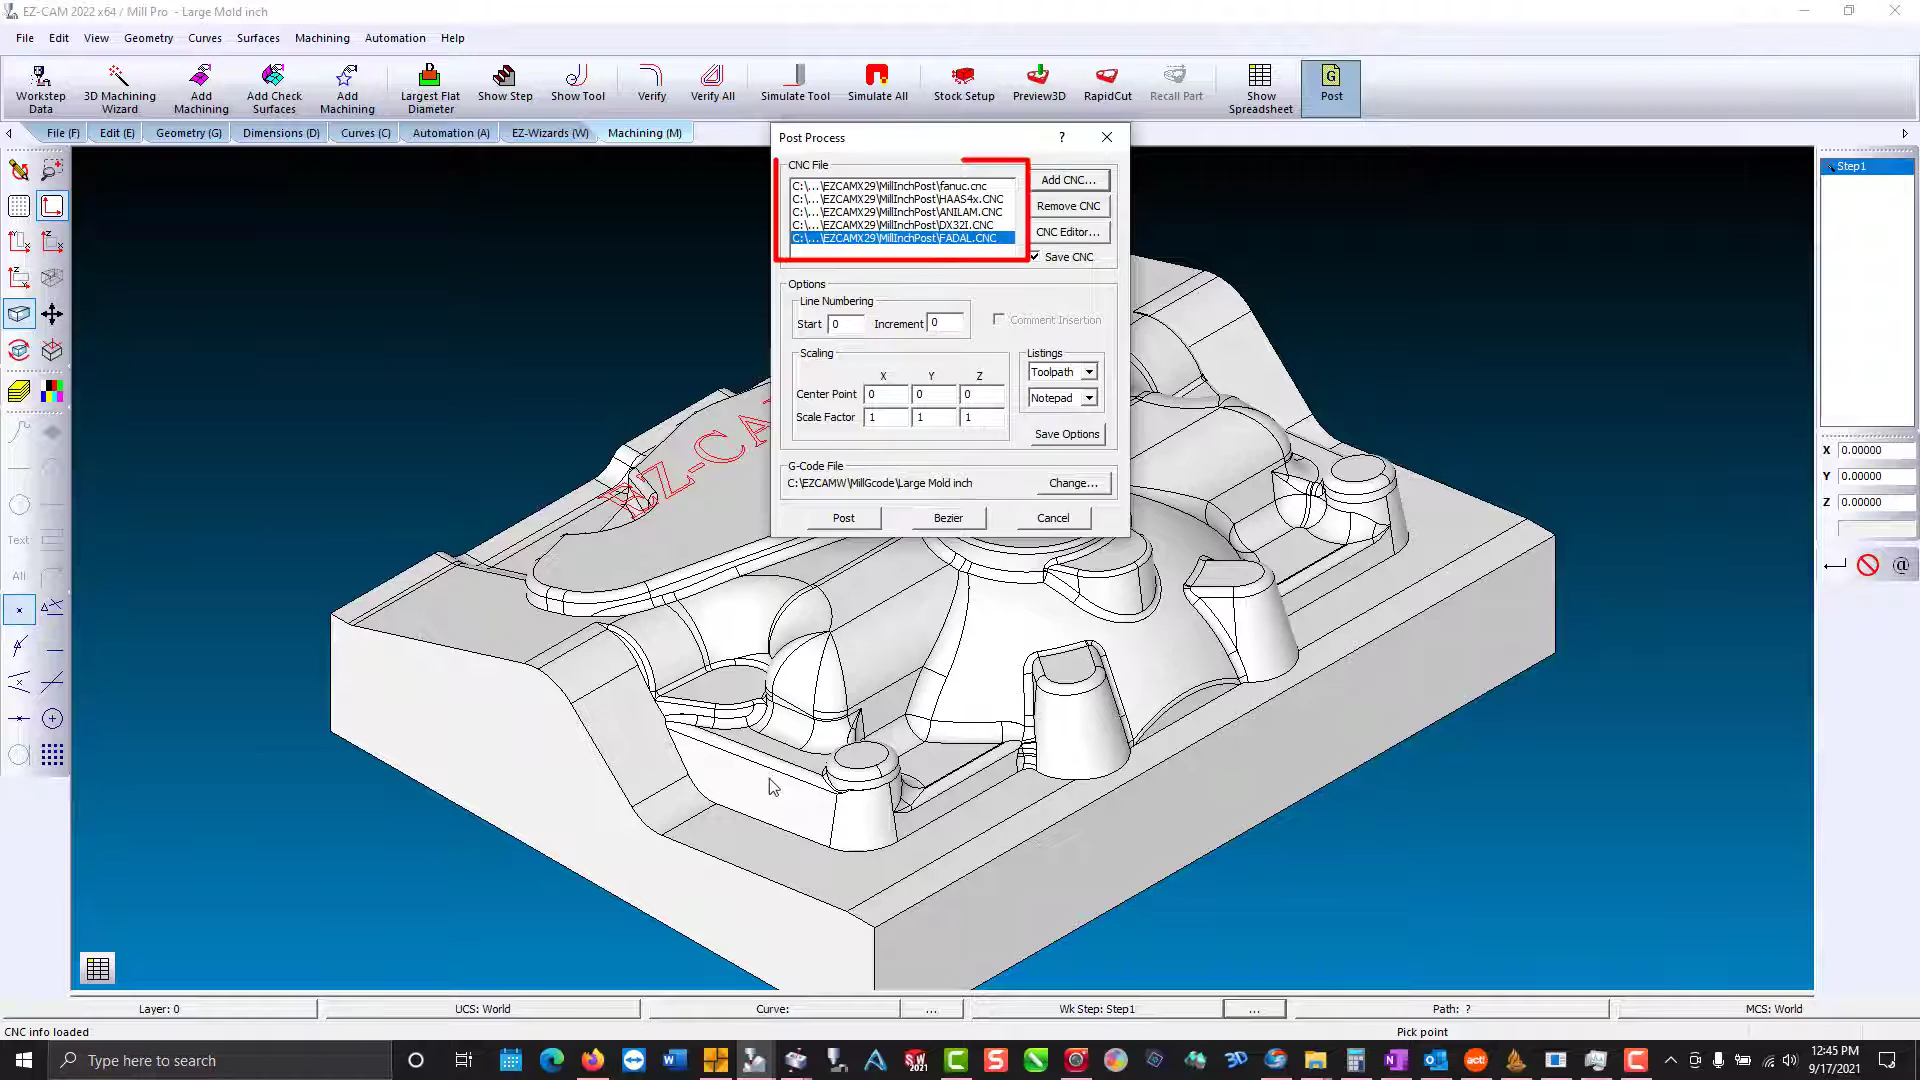 EZ-CAM 2022 x64 / Mill Pro - Large Mold inch
File Edit View Geometry Curves Surfaces Machining Automation Help
Workstep Data
3D Machining Wizard
Add Machining
Add Check Surfaces
Add Machining
Largest Flat Diameter
Show Step
Show Tool
Verify
Verify All
Simulate Tool
Simulate All
Stock Setup
Preview3D
RapidCut
Recall Part
Show Spreadsheet
Post
File (F) Edit (E) Geometry (G) Dimensions (D) Curves (C) Automation (A) EZ-Wizards (W) Machining (M)
Post Process ?
CNC File
C:\...\EZCAMX29\MillInchPost\fanuc.cnc
C:\...\EZCAMX29\MillInchPost\HAAS4x.CNC
C:\...\EZCAMX29\MillInchPost\ANILAM.CNC
C:\...\EZCAMX29\MillInchPost\DX32I.CNC
C:\...\EZCAMX29\MillInchPost\FADAL.CNC
Add CNC...
Remove CNC
CNC Editor...
Save CNC
Options
Line Numbering
Start 0 Increment 0
Comment Insertion
Scaling
X Y Z
Center Point 0 0 0
Scale Factor 1 1 1
Listings
Toolpath
Notepad
Save Options
G-Code File
C:\EZCAMW\MillGcode\Large Mold inch
Change...
Post Bezier Cancel
EZ-CA
Step1
X 0.00000
Y 0.00000
Z 0.00000
@
Text
All
Layer: 0 UCS: World Curve: ... Wk Step: Step1 ... Path: ? MCS: World
CNC info loaded Pick point
Type here to search
12:45 PM
9/17/2021